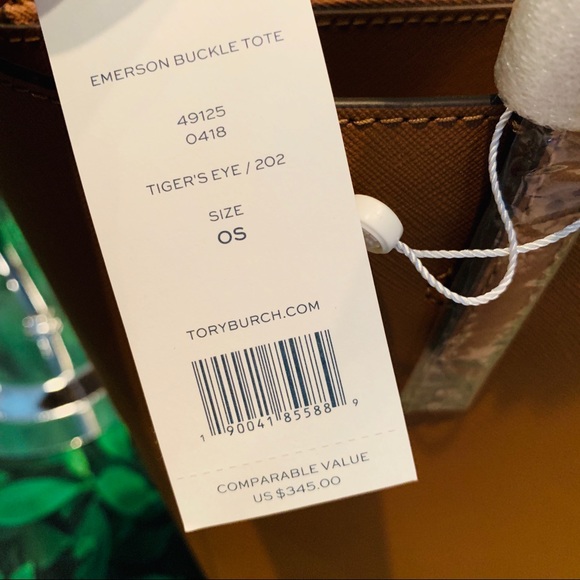 EMERSON BUCKLE TOTE
49125
0418
TIGER'S EYE / 202
SIZE
OS
TORYBURCH.COM
1 90041 85588 9
COMPARABLE VALUE
US $345.00